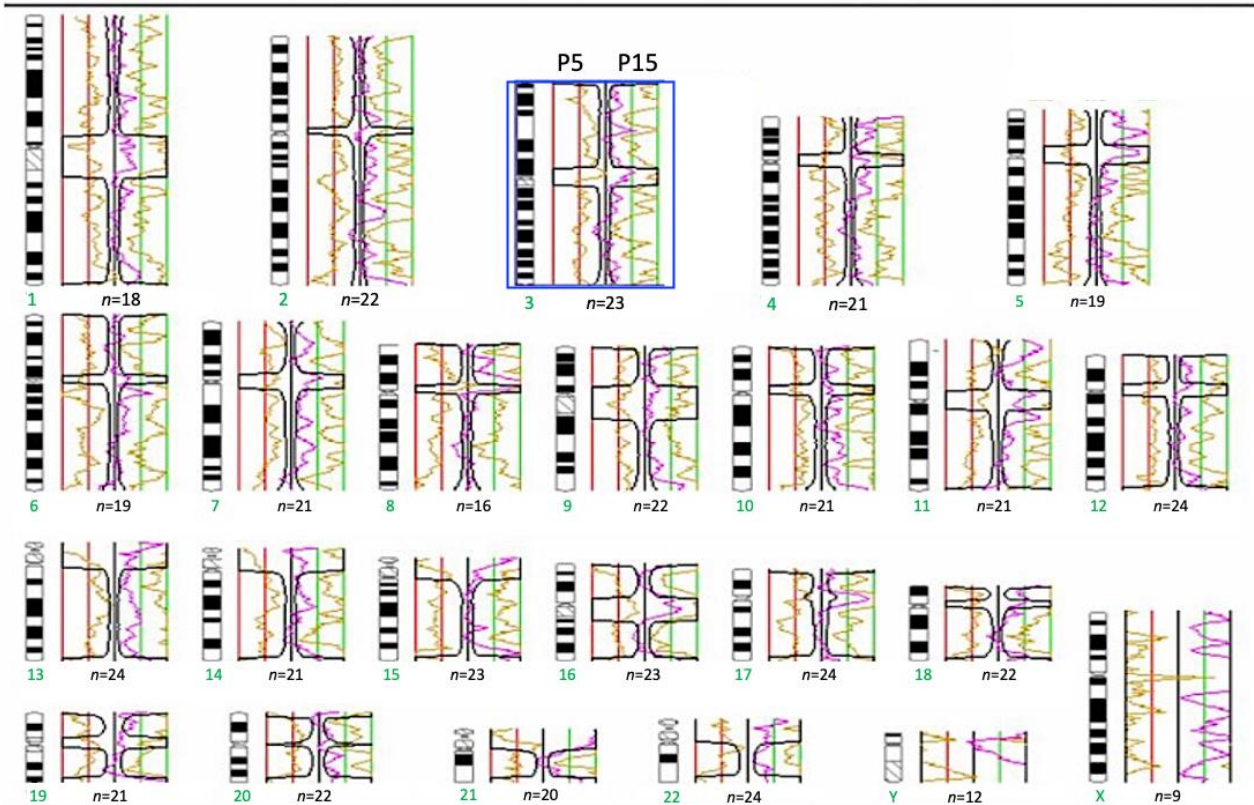 P5 P15
1 n=18 2 n=22 3 n=23 4 n=21 5 n=19
6 n=19 7 n=21 8 n=16 9 n=22 10 n=21 11 n=21 12 n=24
13 n=24 14 n=21 15 n=23 16 n=23 17 n=24 18 n=22
19 n=21 20 n=22 21 n=20 22 n=24 Y n=12 X n=9